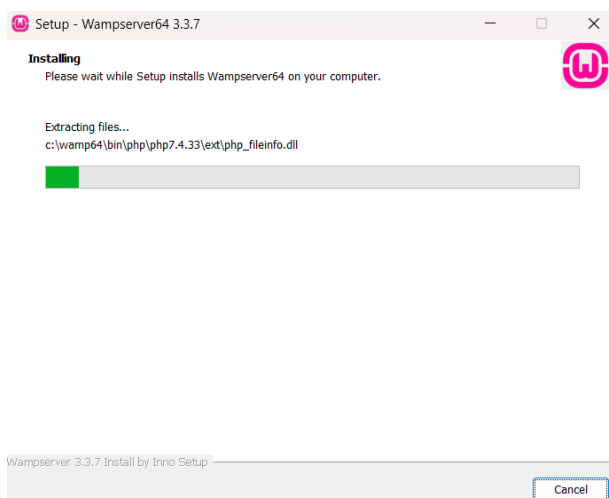 Setup - Wampserver64 3.3.7
Installing
Please wait while Setup installs Wampserver64 on your computer.
Extracting files...
c:\wamp64\bin\php\php7.4.33\ext\php_fileinfo.dll
Wampserver 3.3.7 Install by Inno Setup
Cancel